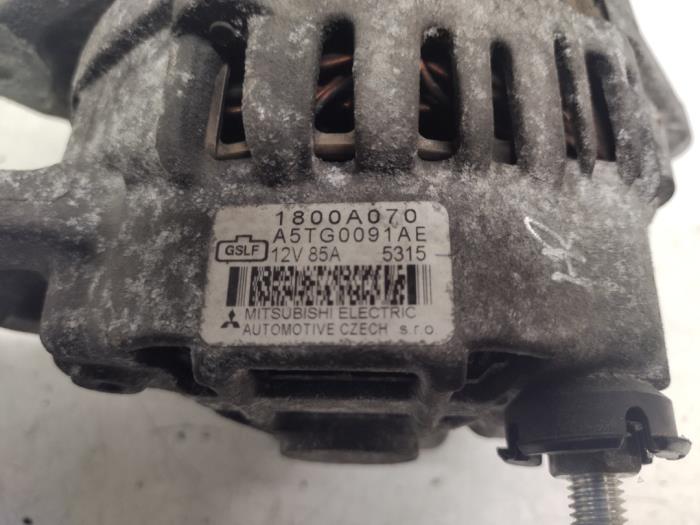 1800A070
A5TG0091AE
GSLF 12V 85A 5315
MITSUBISHI ELECTRIC
AUTOMOTIVE CZECH s.r.o.